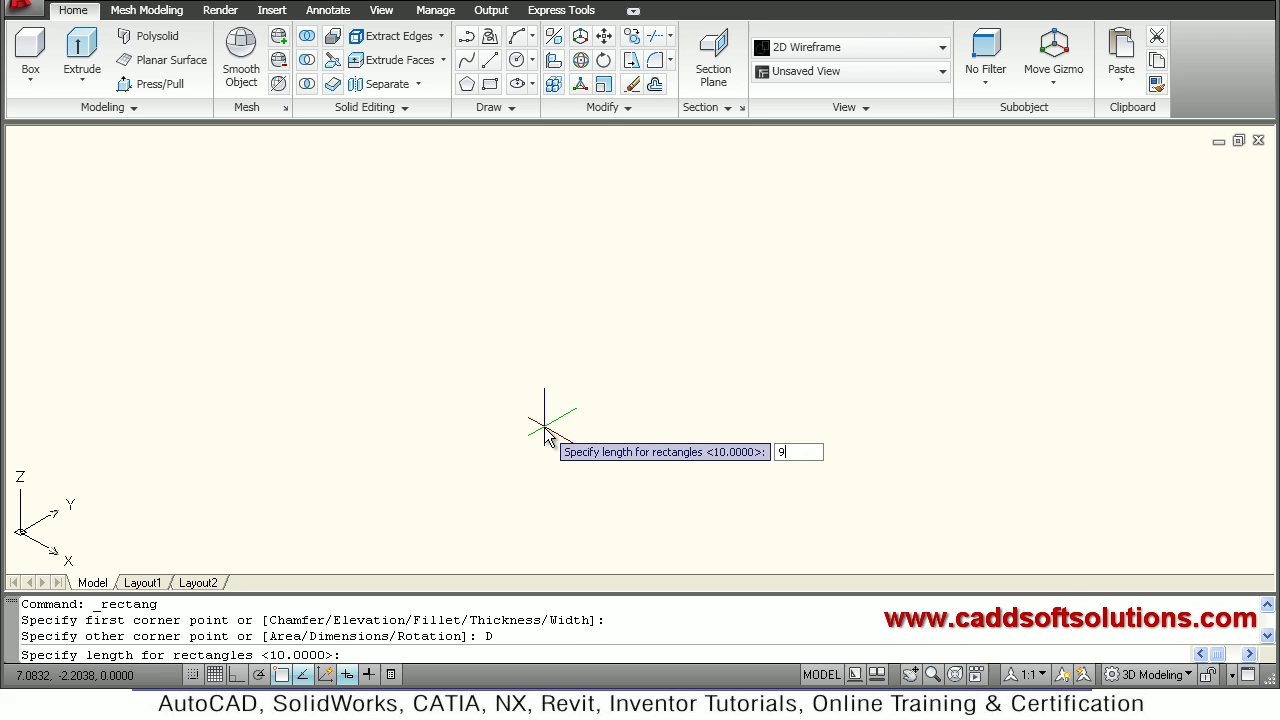 Home Mesh Modeling Render Insert Annotate View Manage Output Express Tools
Box
Extrude
Polysolid
Planar Surface
Press/Pull
Smooth Object
Extract Edges
Extrude Faces
Separate
Section Plane
2D Wireframe
Unsaved View
No Filter
Move Gizmo
Paste
Modeling Mesh Solid Editing Draw Modify Section View Subobject Clipboard
Specify length for rectangles <10.0000>: 9
Z
Y
X
Model Layout1 Layout2
Command: _rectang
Specify first corner point or [Chamfer/Elevation/Fillet/Thickness/Width]:
Specify other corner point or [Area/Dimensions/Rotation]: D
Specify length for rectangles <10.0000>:
www.caddsoftsolutions.com
7.0832, -2.2038, 0.0000 MODEL 1:1 3D Modeling
AutoCAD, SolidWorks, CATIA, NX, Revit, Inventor Tutorials, Online Training & Certification